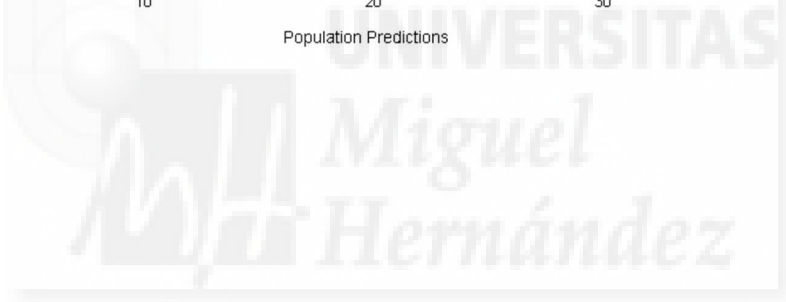 10 20 30
Population Predictions
UNIVERSITAS
Miguel
Hernández